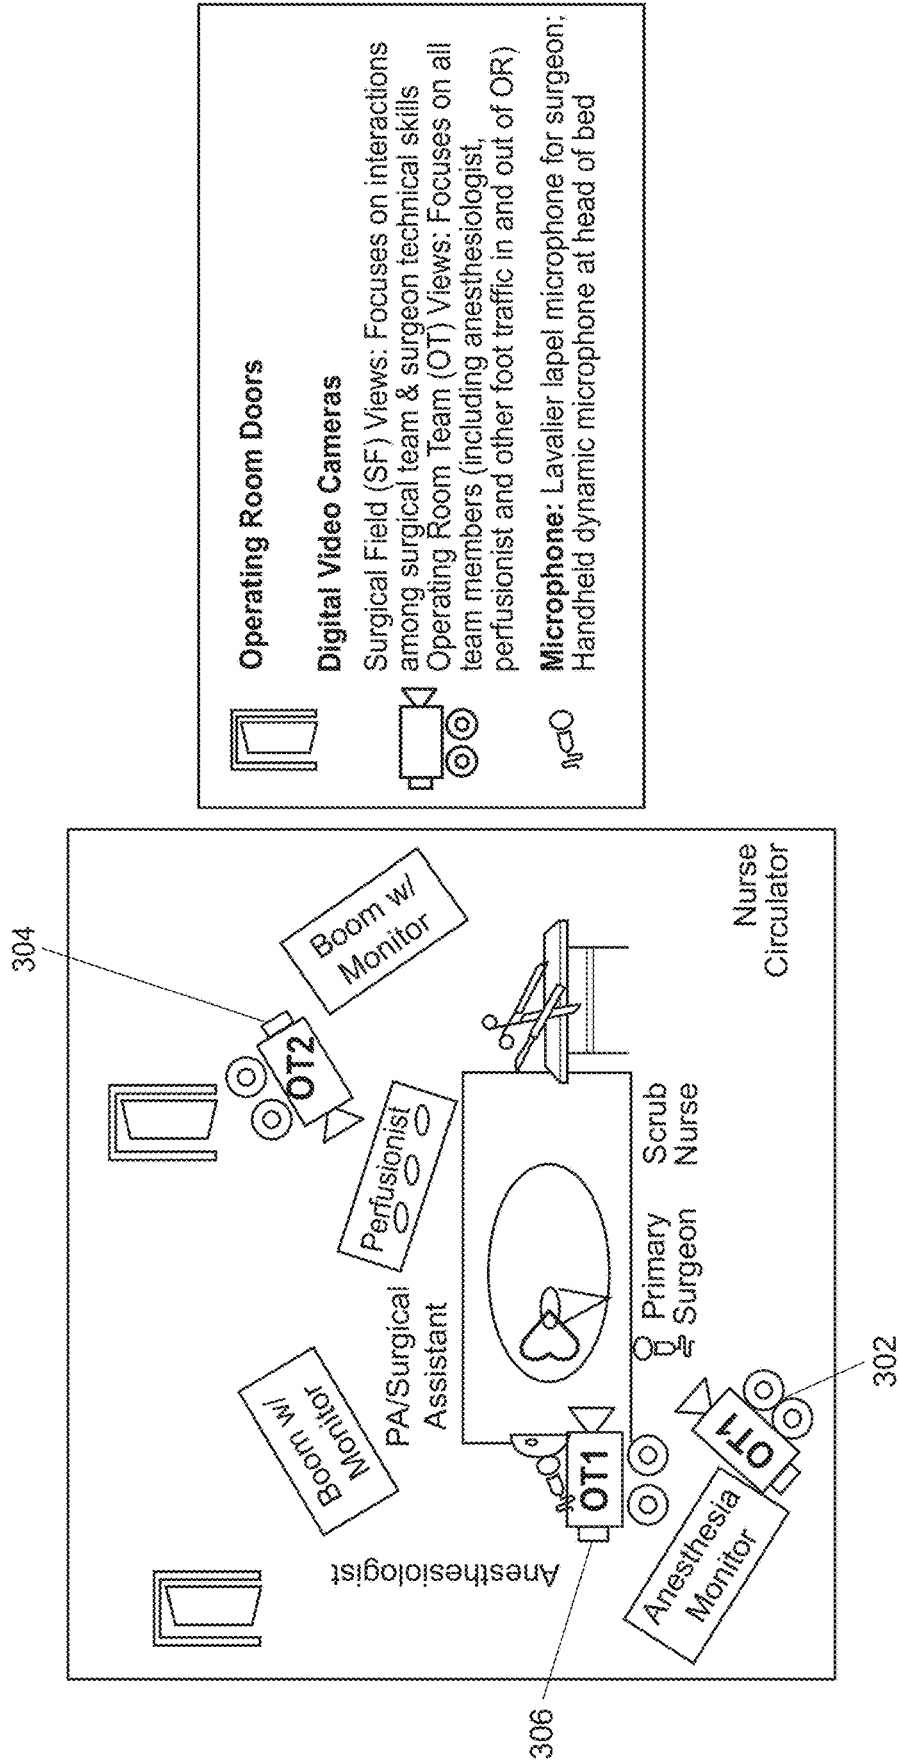 304
Boom w/
Monitor
OT2
Perfusionist
Boom w/
Monitor
PA/Surgical
Assistant
Anesthesiologist
OT1
306
Anesthesia
Monitor
OT1
302
Primary
Surgeon
Scrub
Nurse
Nurse
Circulator
Operating Room Doors
Digital Video Cameras
Surgical Field (SF) Views: Focuses on interactions
among surgical team & surgeon technical skills
Operating Room Team (OT) Views: Focuses on all
team members (including anesthesiologist,
perfusionist and other foot traffic in and out of OR)
Microphone: Lavalier lapel microphone for surgeon;
Handheld dynamic microphone at head of bed